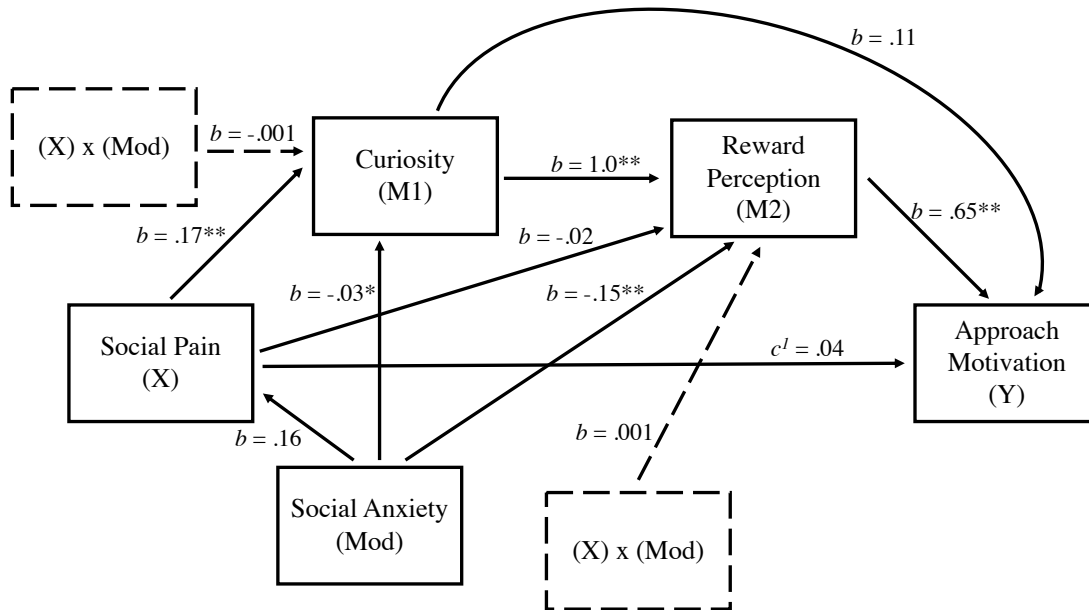 b = .11
(X) x (Mod)
b = -.001
Curiosity
(M1)
b = 1.0**
Reward
Perception
(M2)
b = .65**
b = .17**
b = -.02
b = -.03*
b = -.15**
Social Pain
(X)
c¹ = .04
Approach
Motivation
(Y)
b = .16
b = .001
Social Anxiety
(Mod)
(X) x (Mod)